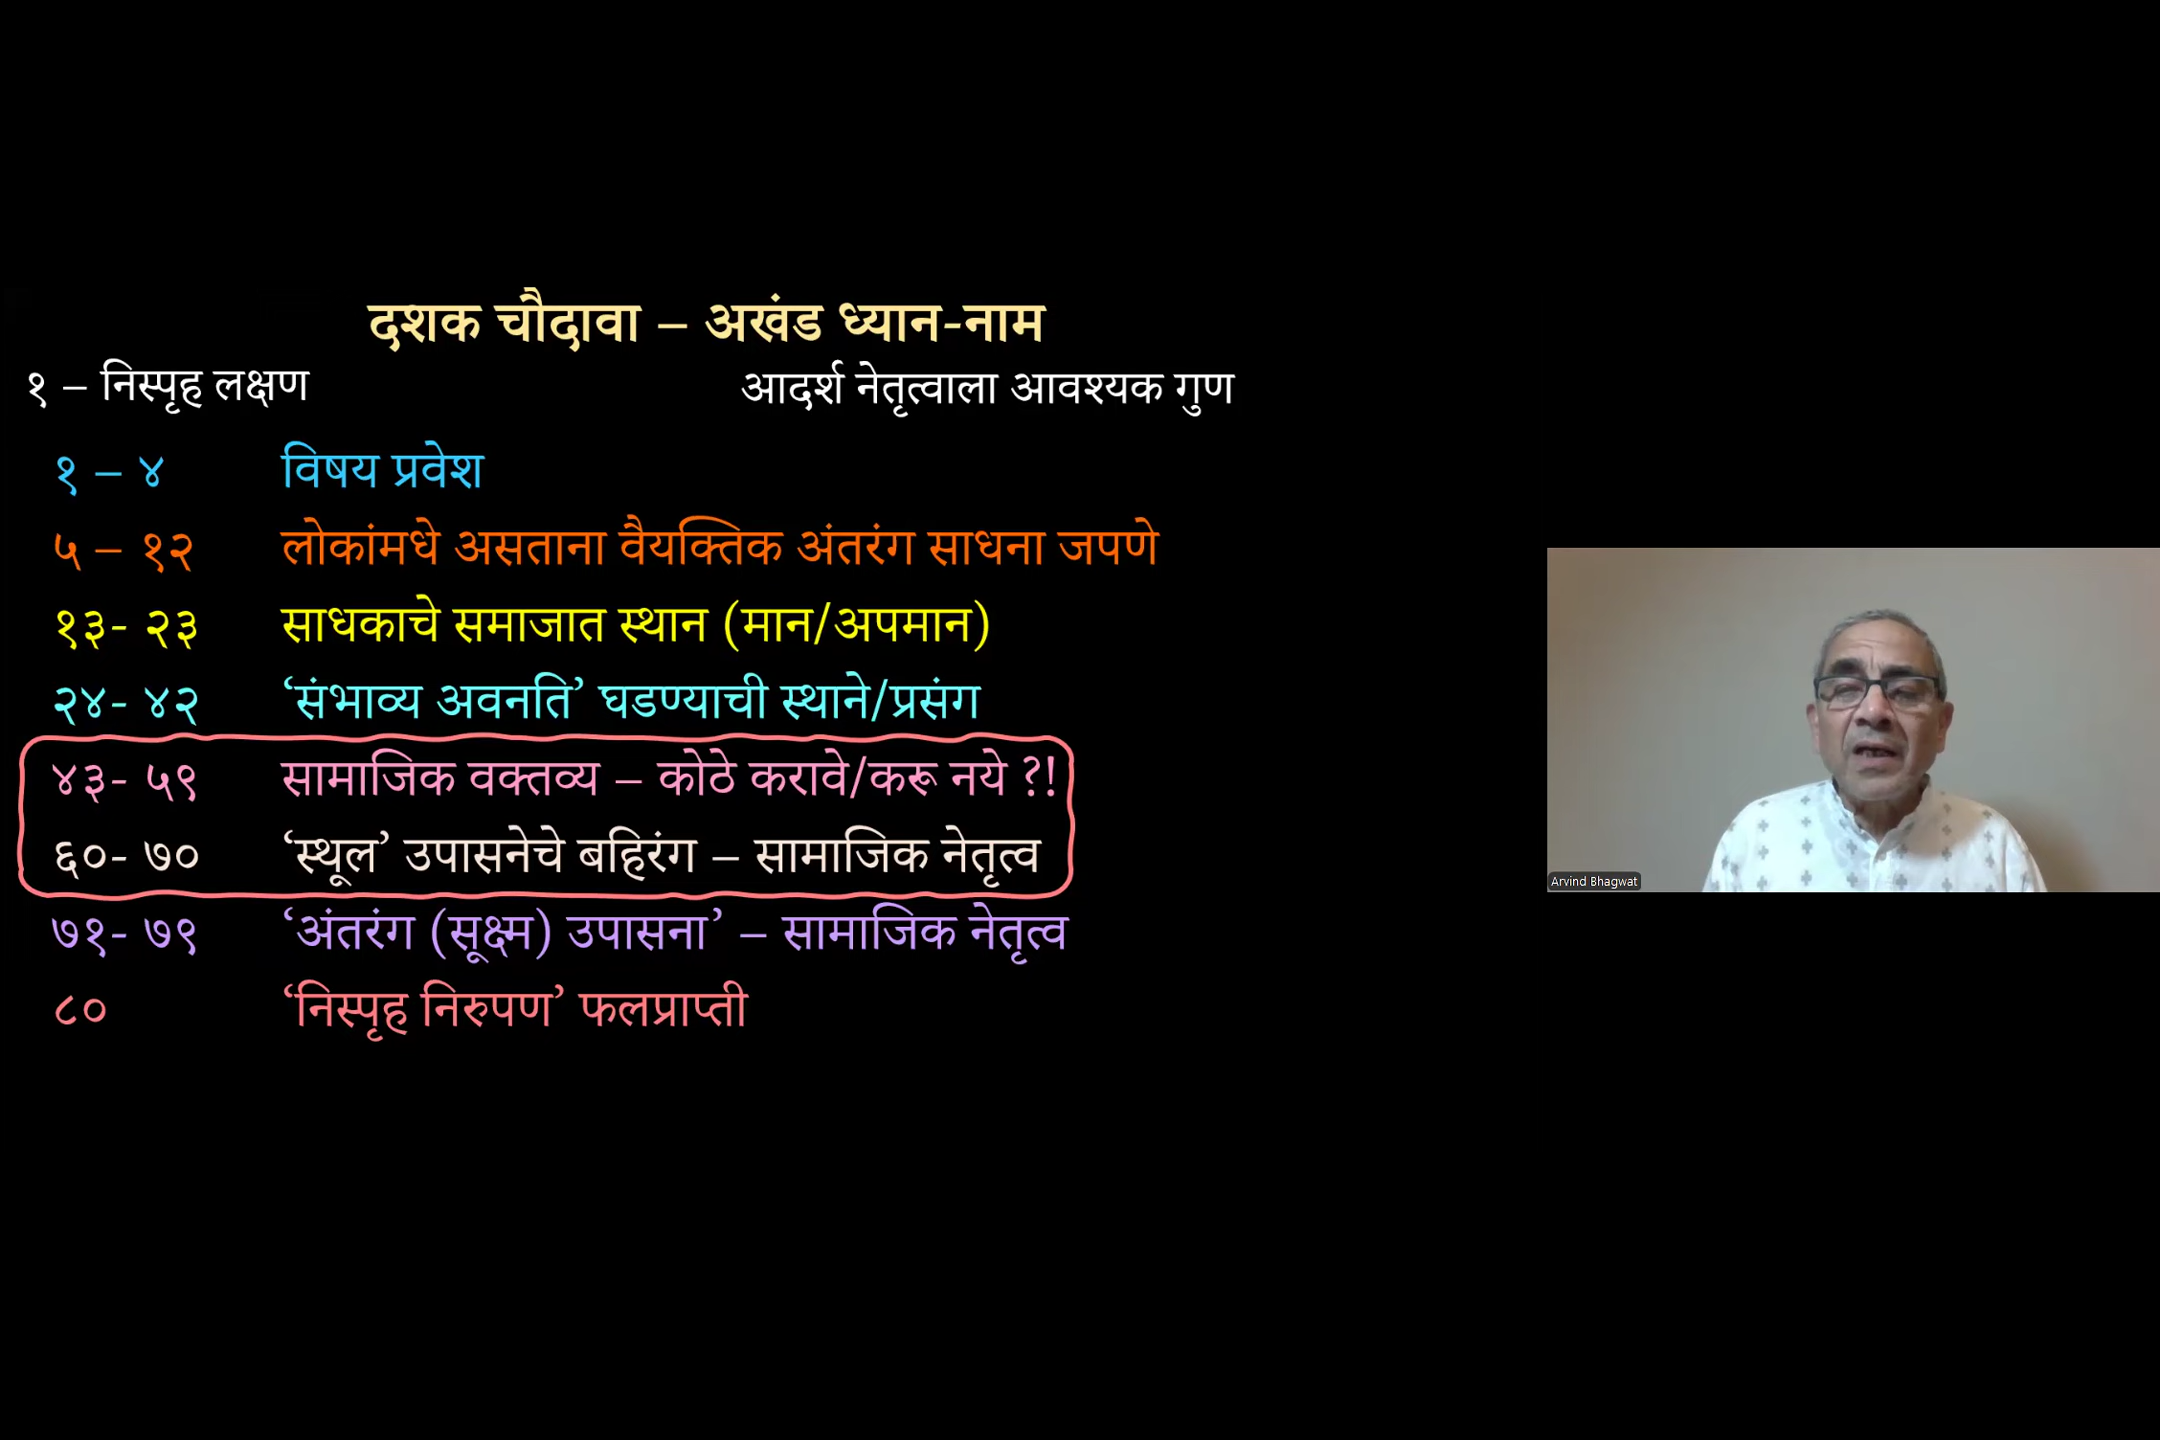 दशक चौदावा – अखंड ध्यान-नाम
१ – निस्पृह लक्षण आदर्श नेतृत्वाला आवश्यक गुण
१ – ४ विषय प्रवेश
५ – १२ लोकांमधे असताना वैयक्तिक अंतरंग साधना जपणे
१३- २३ साधकाचे समाजात स्थान (मान/अपमान)
२४- ४२ ‘संभाव्य अवनति’ घडण्याची स्थाने/प्रसंग
४३- ५९ सामाजिक वक्तव्य – कोठे करावे/करू नये ?!
६०- ७० ‘स्थूल’ उपासनेचे बहिरंग – सामाजिक नेतृत्व
७१- ७९ ‘अंतरंग (सूक्ष्म) उपासना’ – सामाजिक नेतृत्व
८० ‘निस्पृह निरुपण’ फलप्राप्ती
Arvind Bhagwat